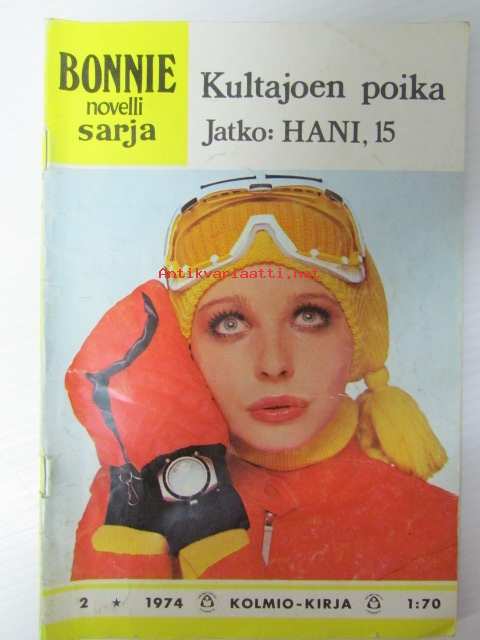 BONNIE
novelli
sarja
Kultajoen poika
Jatko: HANI, 15
Antikvariaatti.net
2 ★ 1974 KOLMIO-KIRJA 1:70